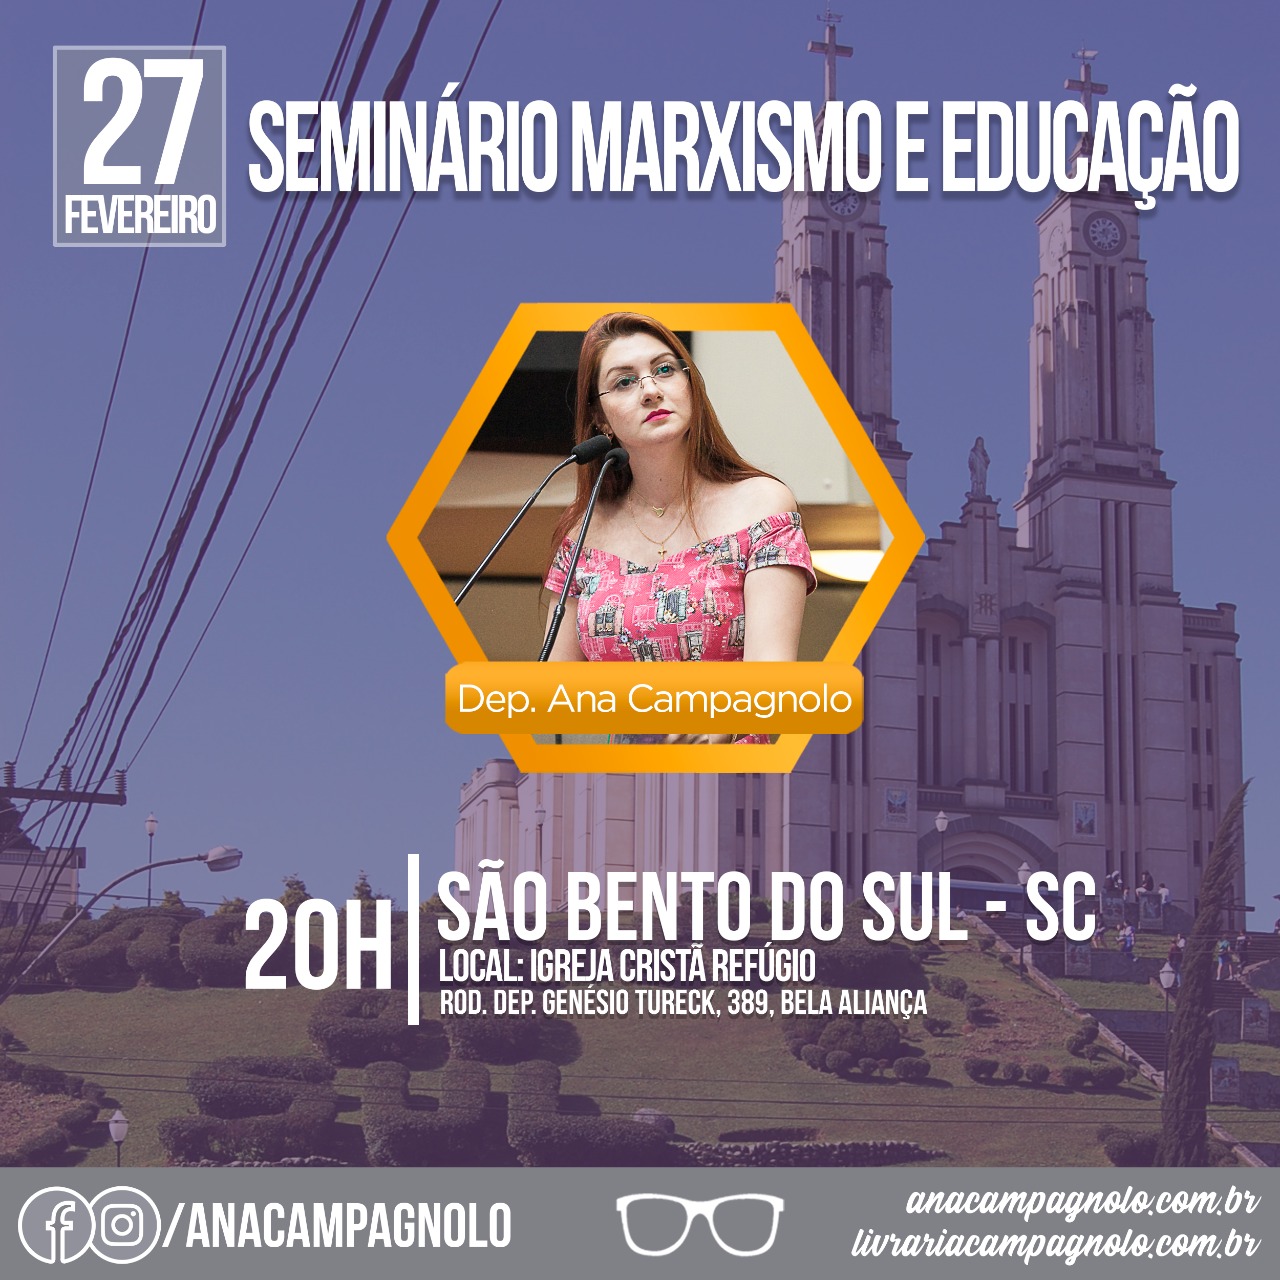 27
FEVEREIRO
SEMINÁRIO MARXISMO E EDUCAÇÃO
Dep. Ana Campagnolo
20H
SÃO BENTO DO SUL - SC
LOCAL: IGREJA CRISTÃ REFÚGIO
ROD. DEP. GENÉSIO TURECK, 389, BELA ALIANÇA
/ANACAMPAGNOLO
anacampagnolo.com.br
livrariacampagnolo.com.br